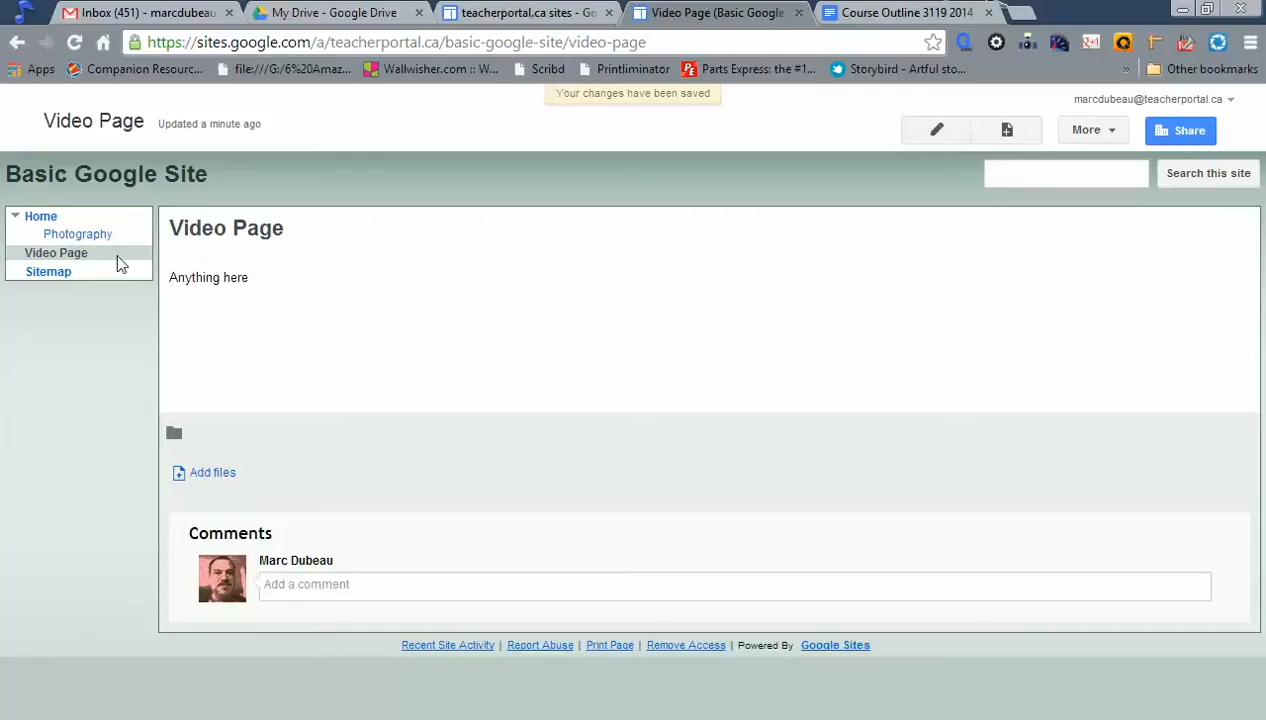 Inbox (451) - marcdubeau
My Drive - Google Drive
teacherportal.ca sites - Go
Video Page (Basic Google
Course Outline 3119 2014
https://sites.google.com/a/teacherportal.ca/basic-google-site/video-page
Apps
Companion Resourc...
file:///G:/6%20Amaz...
Wallwisher.com :: W...
Scribd
Printliminator
Parts Express: the #1...
Storybird - Artful sto...
»
Other bookmarks
Your changes have been saved
marcdubeau@teacherportal.ca
Video Page
Updated a minute ago
More
Share
Basic Google Site
Search this site
Home
Photography
Video Page
Sitemap
Video Page
Anything here
Add files
Comments
Marc Dubeau
Add a comment
Recent Site Activity | Report Abuse | Print Page | Remove Access | Powered By Google Sites